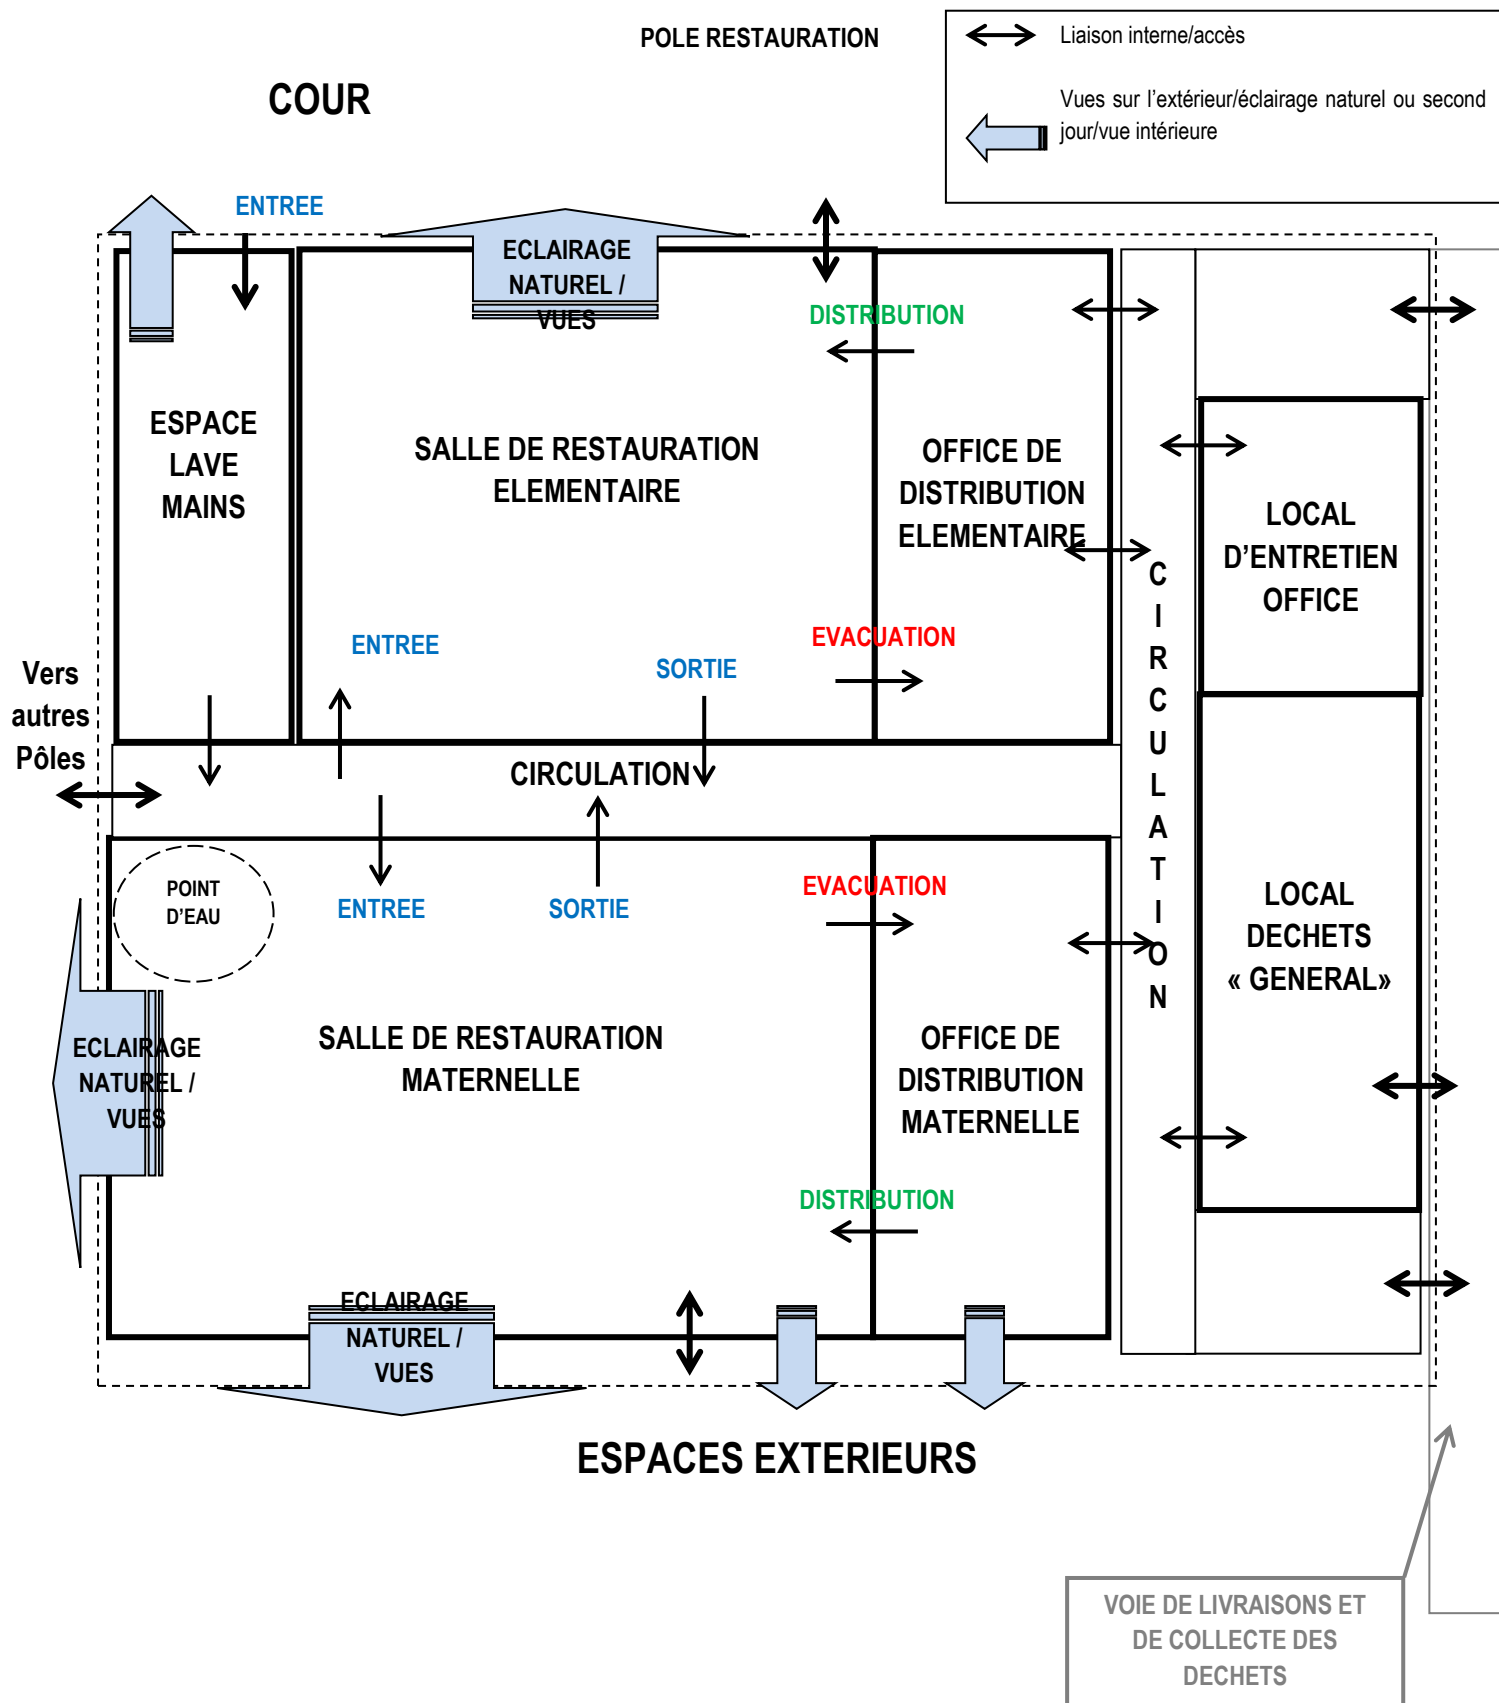 POLE RESTAURATION
Liaison interne/accès
Vues sur l'extérieur/éclairage naturel ou second
jour/vue intérieure
COUR
ENTREE
ECLAIRAGE
NATUREL /
VUES
DISTRIBUTION
ESPACE
LAVE
MAINS
SALLE DE RESTAURATION
ELEMENTAIRE
OFFICE DE
DISTRIBUTION
ELEMENTAIRE
LOCAL
D'ENTRETIEN
OFFICE
ENTREE
SORTIE
EVACUATION
Vers
autres
Pôles
CIRCULATION
C
I
R
C
U
L
A
T
I
O
N
POINT
D'EAU
ENTREE
SORTIE
EVACUATION
LOCAL
DECHETS
« GENERAL»
ECLAIRAGE
NATUREL /
VUES
SALLE DE RESTAURATION
MATERNELLE
OFFICE DE
DISTRIBUTION
MATERNELLE
DISTRIBUTION
ECLAIRAGE
NATUREL /
VUES
ESPACES EXTERIEURS
VOIE DE LIVRAISONS ET
DE COLLECTE DES
DECHETS